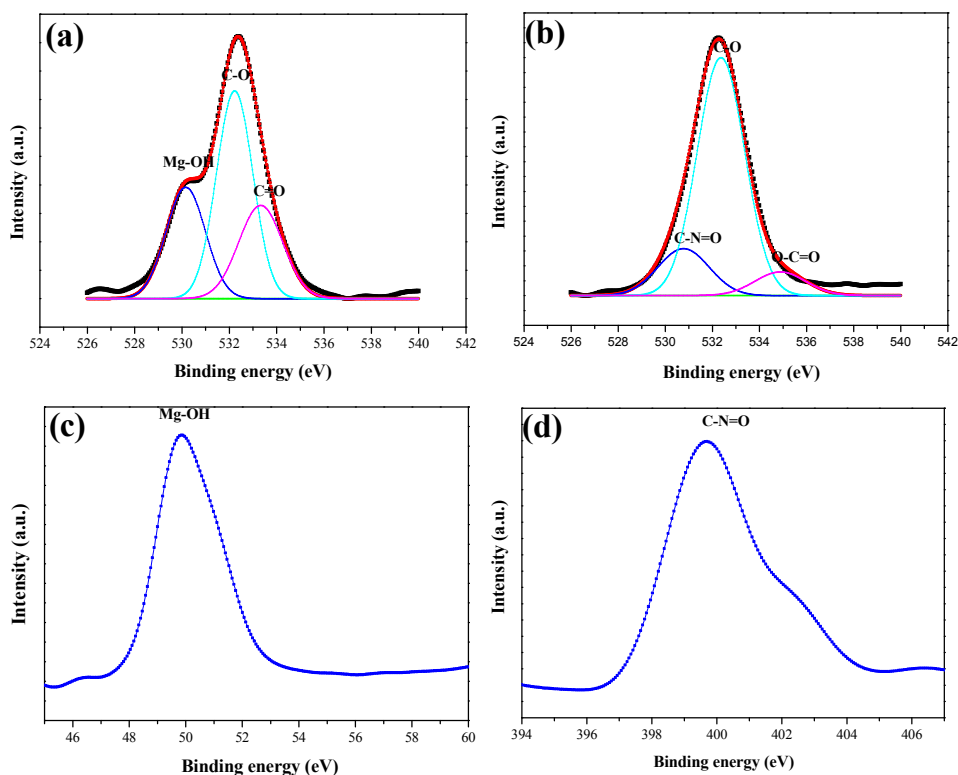 (a)
C-O
Mg-OH
C=O
Intensity (a.u.)
524 526 528 530 532 534 536 538 540 542
Binding energy (eV)
(b)
C-O
C-N=O
O-C=O
Intensity (a.u.)
524 526 528 530 532 534 536 538 540 542
Binding energy (eV)
(c)
Mg-OH
Intensity (a.u.)
46 48 50 52 54 56 58 60
Binding energy (eV)
(d)
C-N=O
Intensity (a.u.)
394 396 398 400 402 404 406
Binding energy (eV)